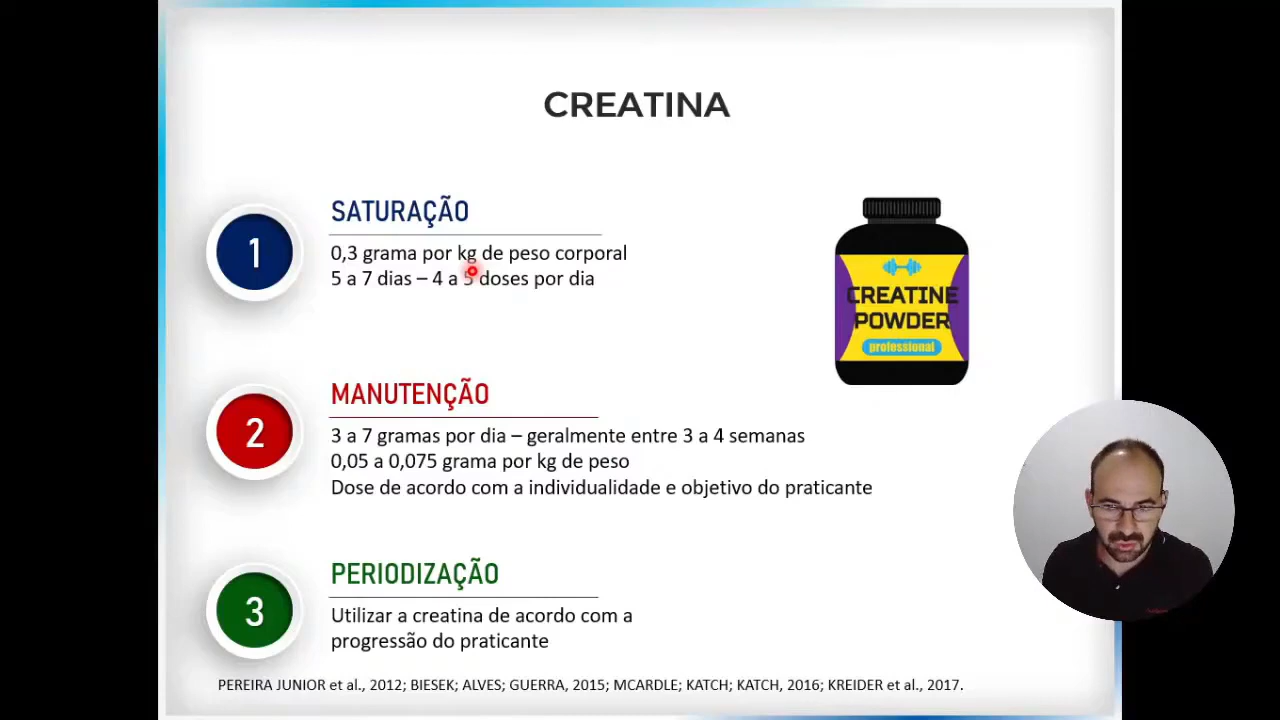 CREATINA
1
SATURAÇÃO
0,3 grama por kg de peso corporal
5 a 7 dias – 4 a 5 doses por dia
CREATINE
POWDER
professional
2
MANUTENÇÃO
3 a 7 gramas por dia – geralmente entre 3 a 4 semanas
0,05 a 0,075 grama por kg de peso
Dose de acordo com a individualidade e objetivo do praticante
3
PERIODIZAÇÃO
Utilizar a creatina de acordo com a
progressão do praticante
PEREIRA JUNIOR et al., 2012; BIESEK; ALVES; GUERRA, 2015; MCARDLE; KATCH; KATCH, 2016; KREIDER et al., 2017.